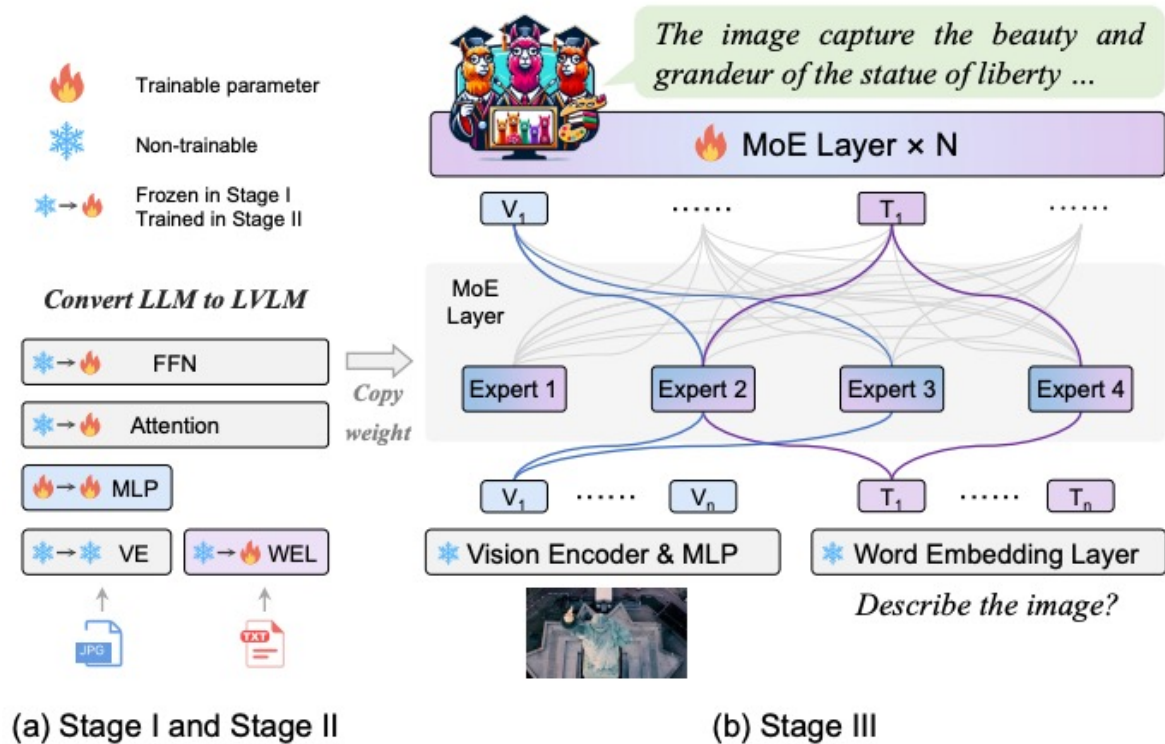 Trainable parameter
Non-trainable
Frozen in Stage I
Trained in Stage II
Convert LLM to LVLM
FFN
Attention
MLP
VE
WEL
JPG
TXT
(a) Stage I and Stage II
Copy
weight
The image capture the beauty and
grandeur of the statue of liberty ...
MoE Layer × N
V1 ...... T1 ......
MoE
Layer
Expert 1 Expert 2 Expert 3 Expert 4
V1 ...... Vn T1 ...... Tn
Vision Encoder & MLP
Word Embedding Layer
Describe the image?
(b) Stage III